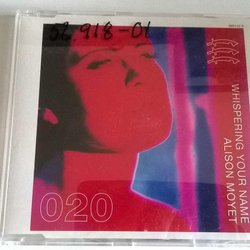 52-918-01
WHISPERING YOUR NAME
ALISON MOYET
020